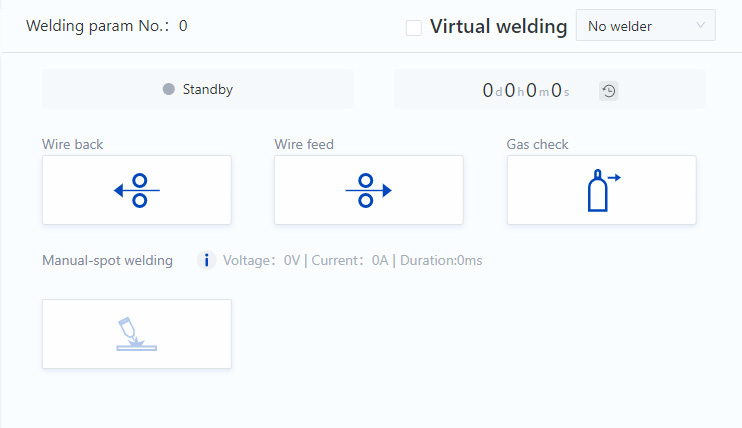 Welding param No.：0
Virtual welding
No welder
Standby
0d0h0m0s
Wire back
Wire feed
Gas check
Manual-spot welding
i
Voltage：0V | Current：0A | Duration:0ms